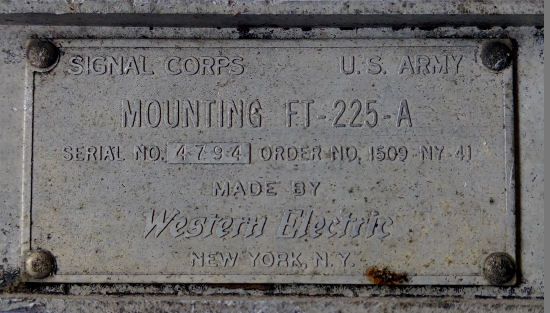 SIGNAL CORPS U.S. ARMY
MOUNTING FT-225-A
SERIAL NO. 4794 ORDER NO. 1509-NY-41
MADE BY
Western Electric
NEW YORK, N.Y.